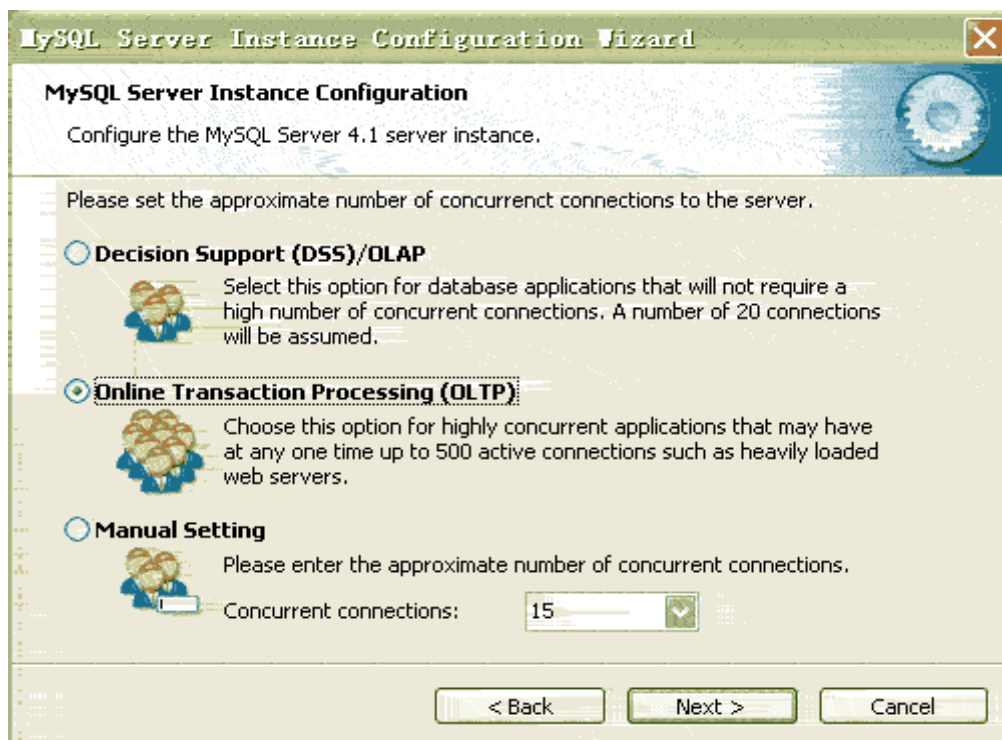 MySQL Server Instance Configuration Wizard
MySQL Server Instance Configuration
Configure the MySQL Server 4.1 server instance.
Please set the approximate number of concurrenct connections to the server.
Decision Support (DSS)/OLAP
Select this option for database applications that will not require a
high number of concurrent connections. A number of 20 connections
will be assumed.
Online Transaction Processing (OLTP)
Choose this option for highly concurrent applications that may have
at any one time up to 500 active connections such as heavily loaded
web servers.
Manual Setting
Please enter the approximate number of concurrent connections.
Concurrent connections: 15
< Back Next > Cancel